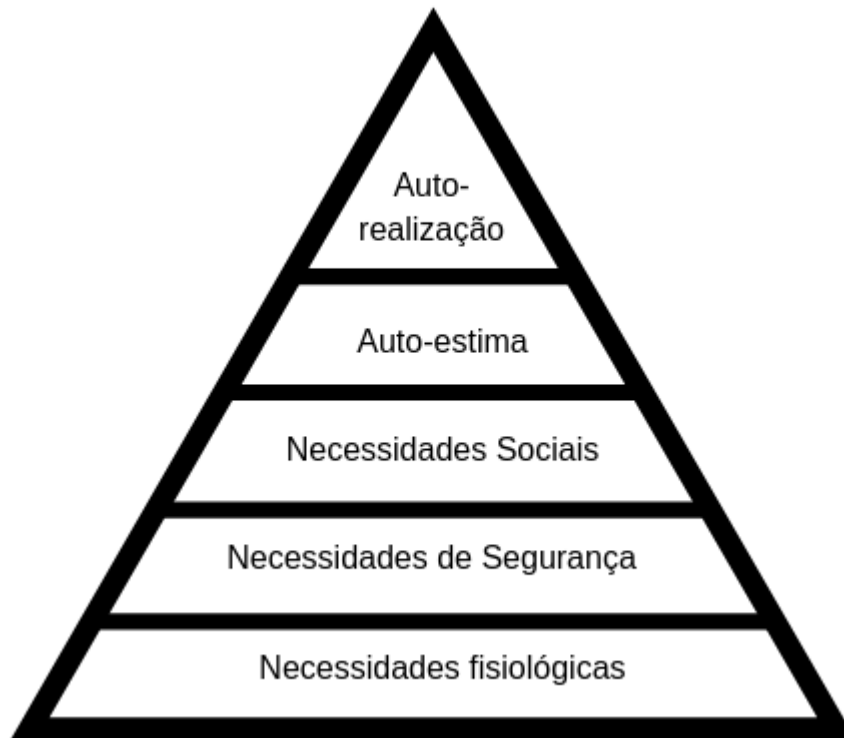 Auto-
realização
Auto-estima
Necessidades Sociais
Necessidades de Segurança
Necessidades fisiológicas